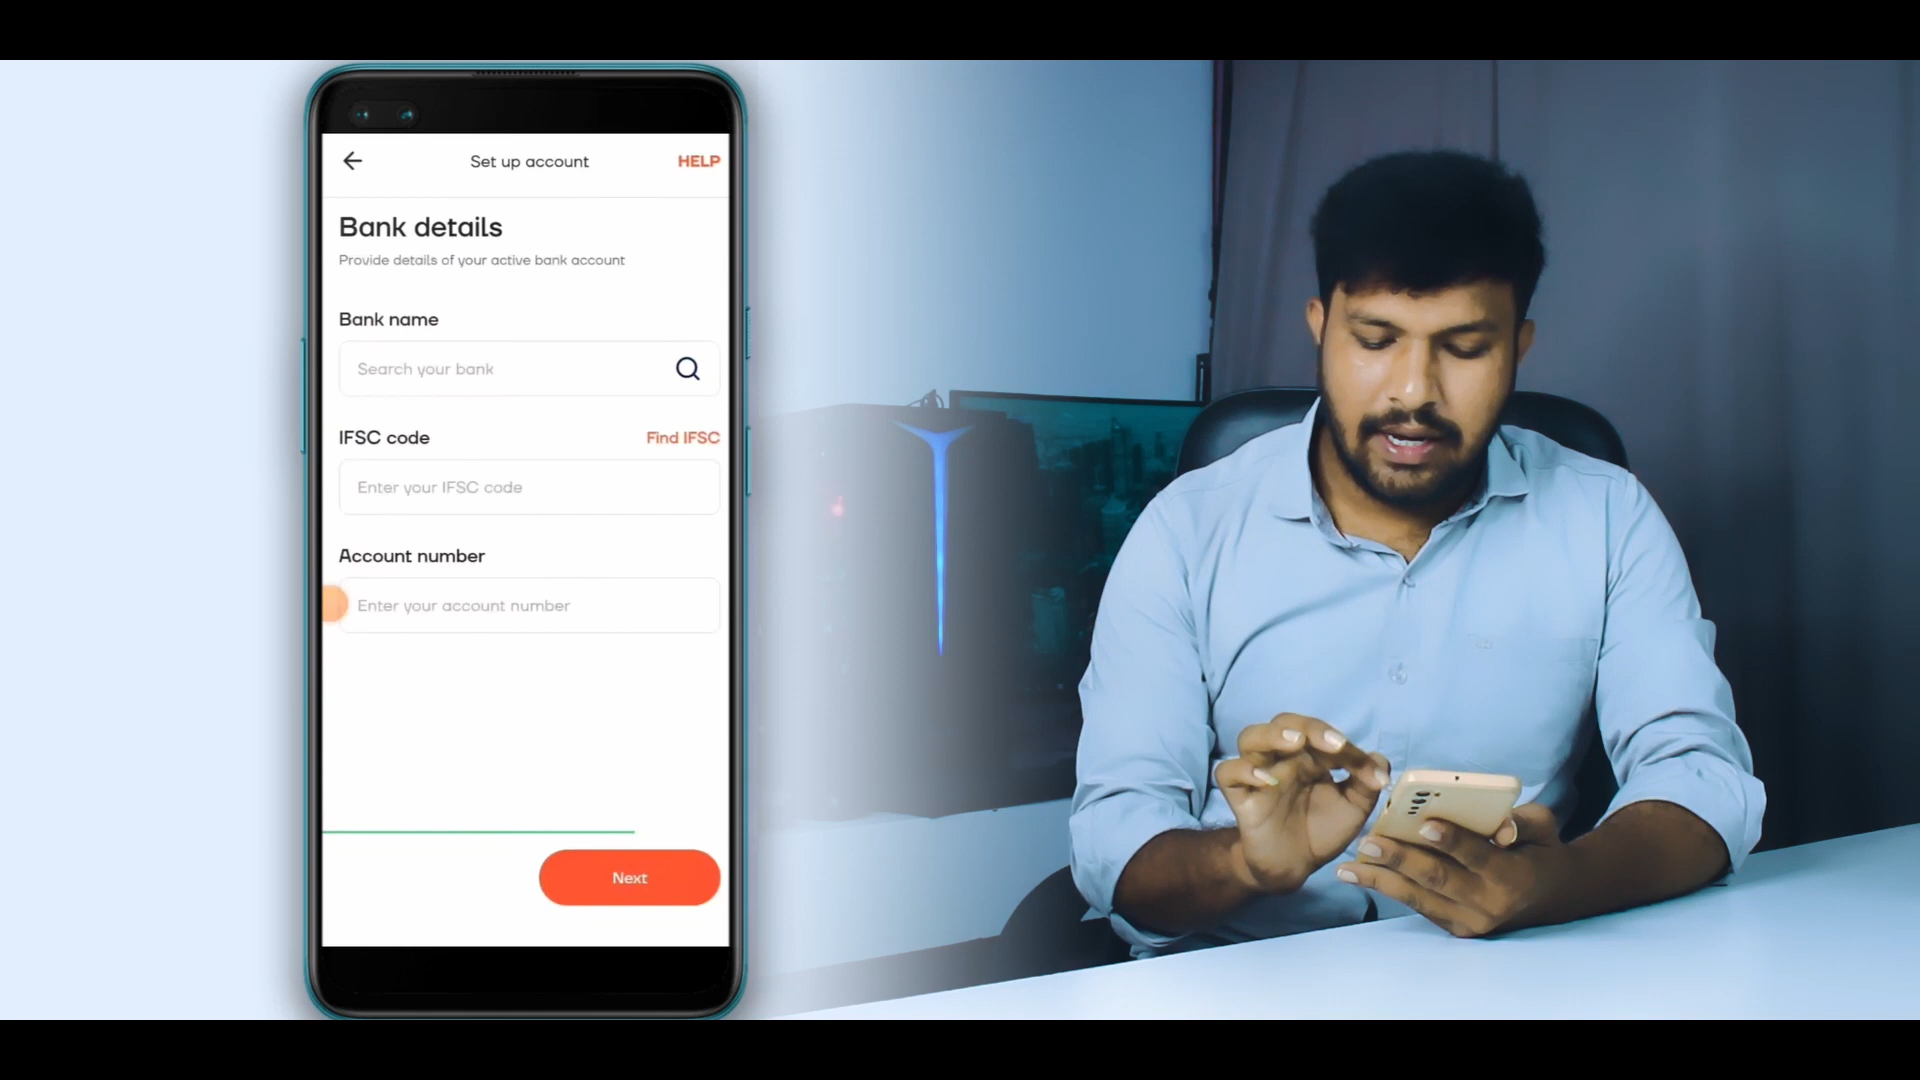 Set up account
HELP
Bank details
Provide details of your active bank account
Bank name
Search your bank
IFSC code
Find IFSC
Enter your IFSC code
Account number
Enter your account number
Next